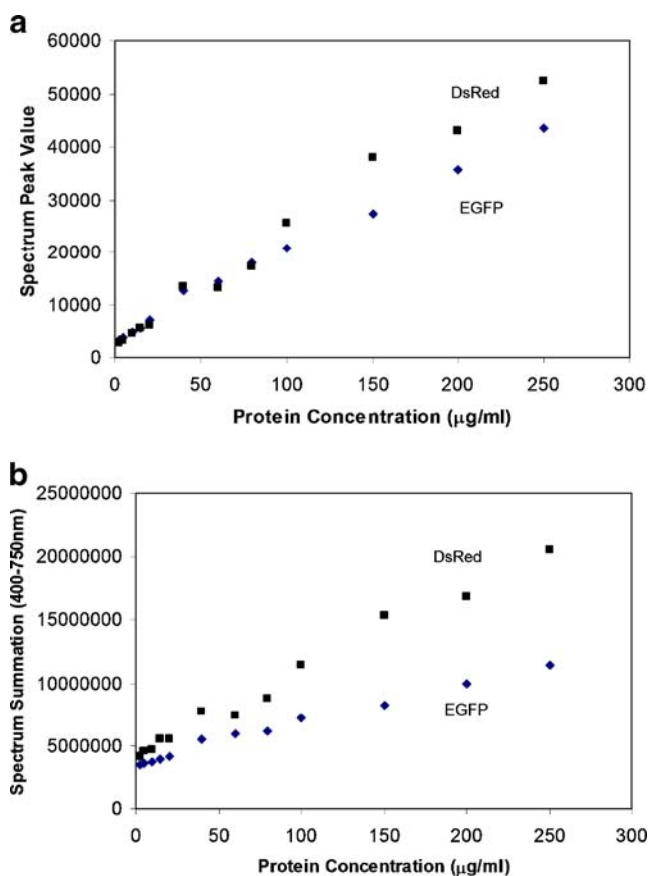 a
60000
50000
40000
30000
20000
10000
0
Spectrum Peak Value
DsRed
EGFP
0 50 100 150 200 250 300
Protein Concentration (μg/ml)
b
25000000
20000000
15000000
10000000
5000000
0
Spectrum Summation (400-750nm)
DsRed
EGFP
0 50 100 150 200 250 300
Protein Concentration (μg/ml)